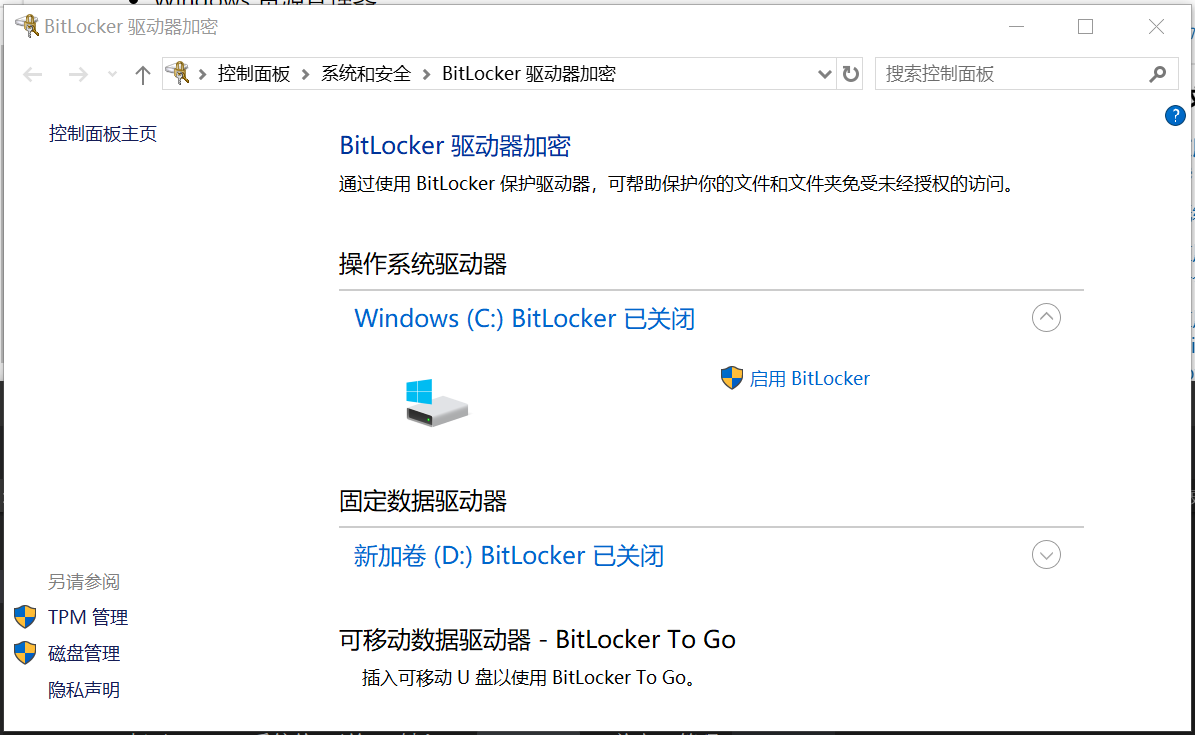 BitLocker 驱动器加密
控制面板 系统和安全 BitLocker 驱动器加密
搜索控制面板
?
控制面板主页
BitLocker 驱动器加密
通过使用 BitLocker 保护驱动器，可帮助保护你的文件和文件夹免受未经授权的访问。
操作系统驱动器
Windows (C:) BitLocker 已关闭
启用 BitLocker
固定数据驱动器
新加卷 (D:) BitLocker 已关闭
可移动数据驱动器 - BitLocker To Go
插入可移动 U 盘以使用 BitLocker To Go。
另请参阅
TPM 管理
磁盘管理
隐私声明